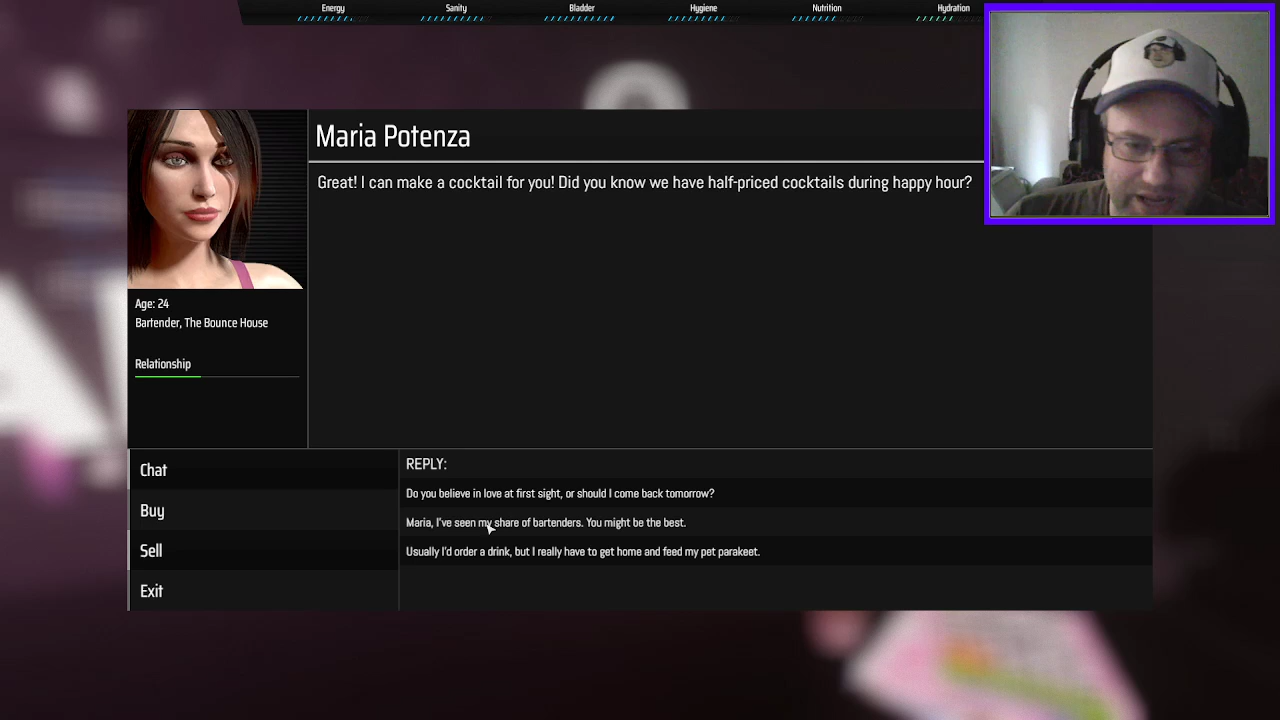 Energy
Sanity
Bladder
Hygiene
Nutrition
Hydration
Maria Potenza
Great! I can make a cocktail for you! Did you know we have half-priced cocktails during happy hour?
Age: 24
Bartender, The Bounce House
Relationship
Chat
Buy
Sell
Exit
REPLY:
Do you believe in love at first sight, or should I come back tomorrow?
Maria, I've seen my share of bartenders. You might be the best.
Usually I'd order a drink, but I really have to get home and feed my pet parakeet.